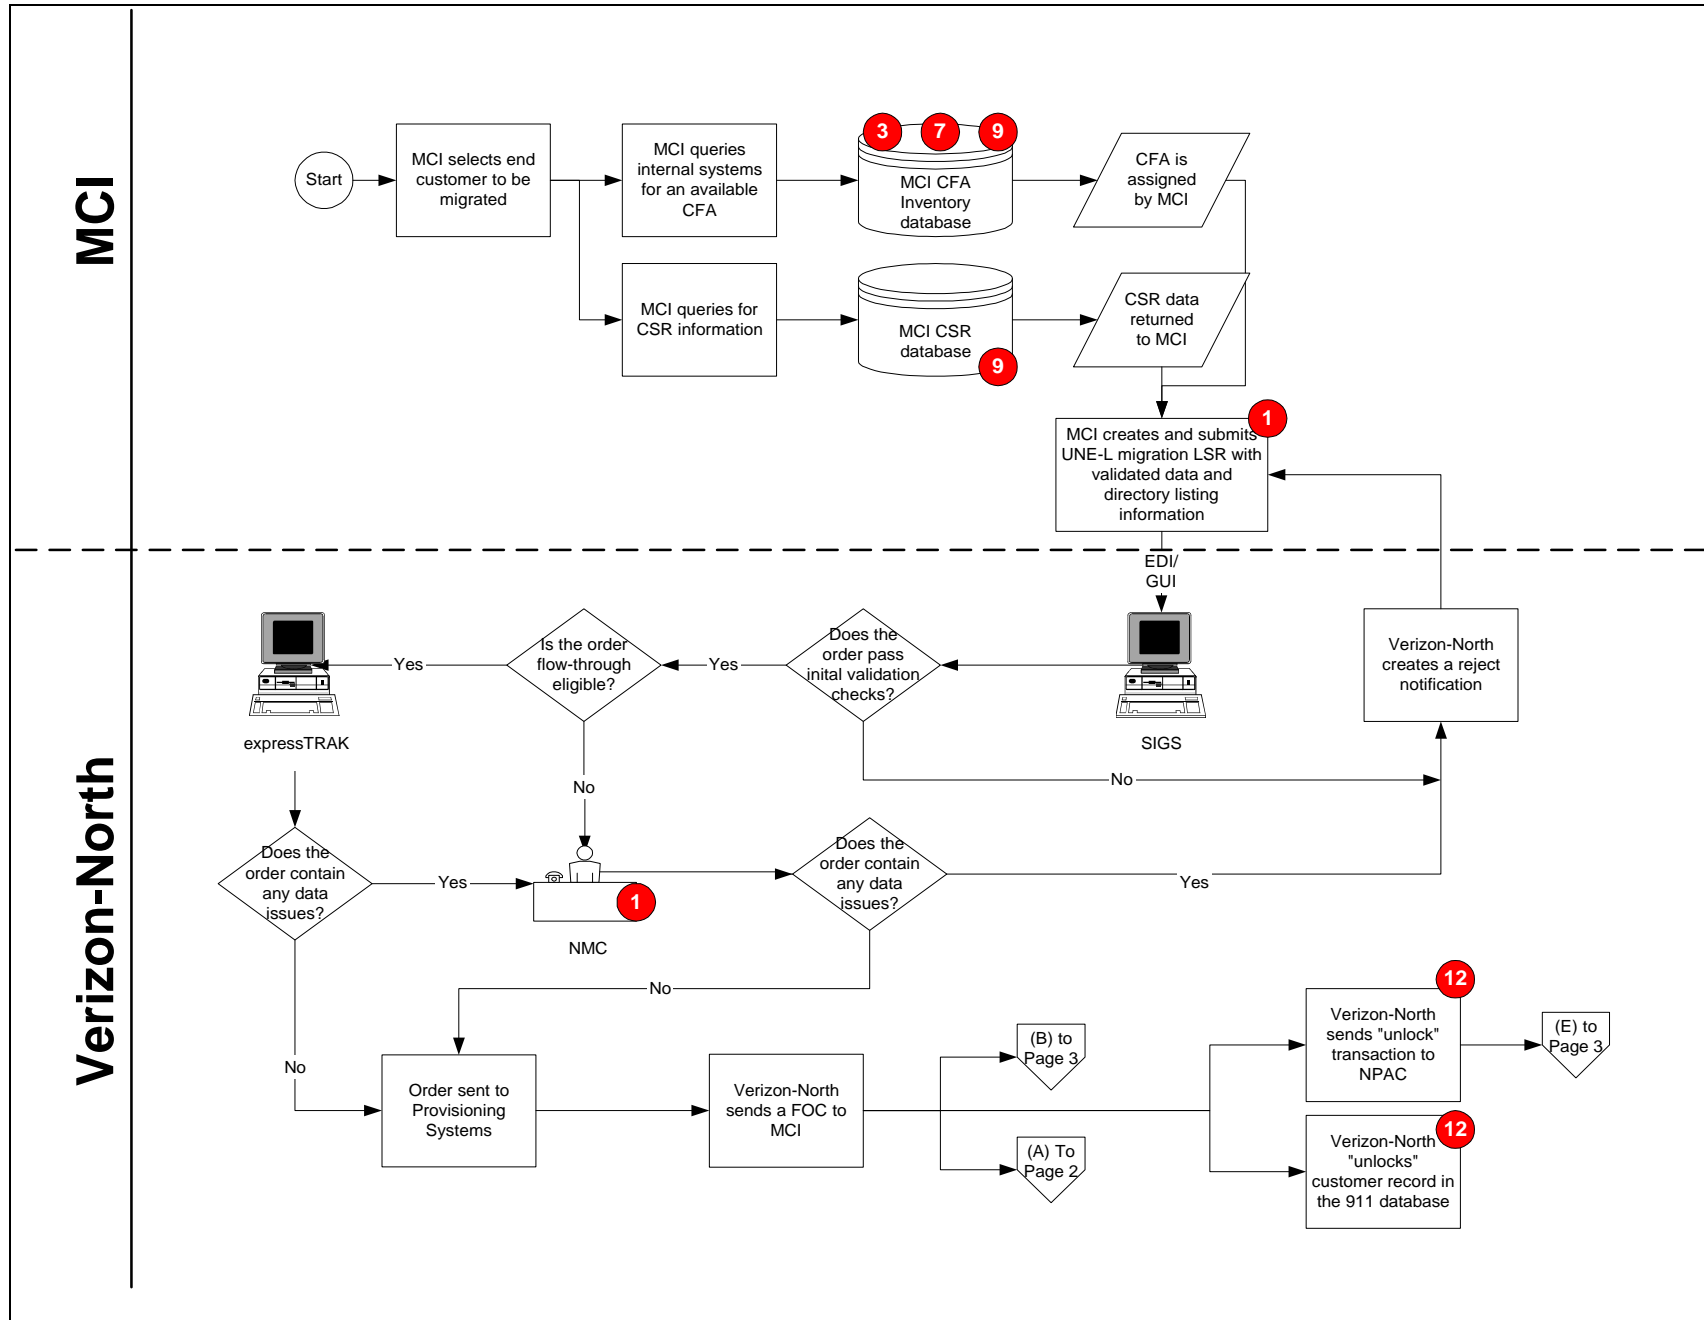 MCI
Start
MCI selects end
customer to be
migrated
MCI queries
internal systems
for an available
CFA
3
7
9
MCI CFA
Inventory
database
CFA is
assigned
by MCI
MCI queries for
CSR information
MCI CSR
database
9
CSR data
returned
to MCI
1
MCI creates and submits
UNE-L migration LSR with
validated data and
directory listing
information
Verizon-North
EDI/
GUI
expressTRAK
Yes
Is the order
flow-through
eligible?
Yes
Does the
order pass
inital validation
checks?
SIGS
Verizon-North
creates a reject
notification
No
No
Does the
order contain
any data
issues?
Yes
1
NMC
Does the
order contain
any data
issues?
Yes
No
No
Order sent to
Provisioning
Systems
Verizon-North
sends a FOC to
MCI
(B) to
Page 3
(A) To
Page 2
12
Verizon-North
sends "unlock"
transaction to
NPAC
(E) to
Page 3
12
Verizon-North
"unlocks"
customer record in
the 911 database